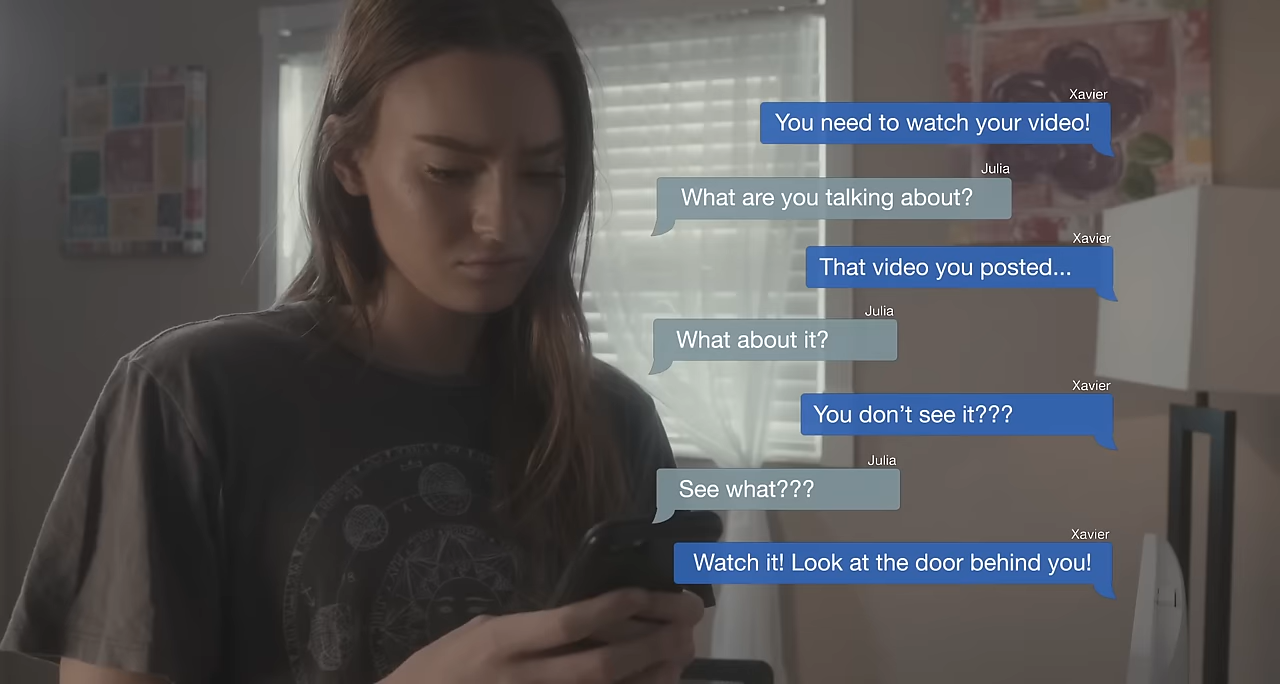 Xavier
You need to watch your video!
Julia
What are you talking about?
Xavier
That video you posted...
Julia
What about it?
Xavier
You don’t see it???
Julia
See what???
Xavier
Watch it! Look at the door behind you!